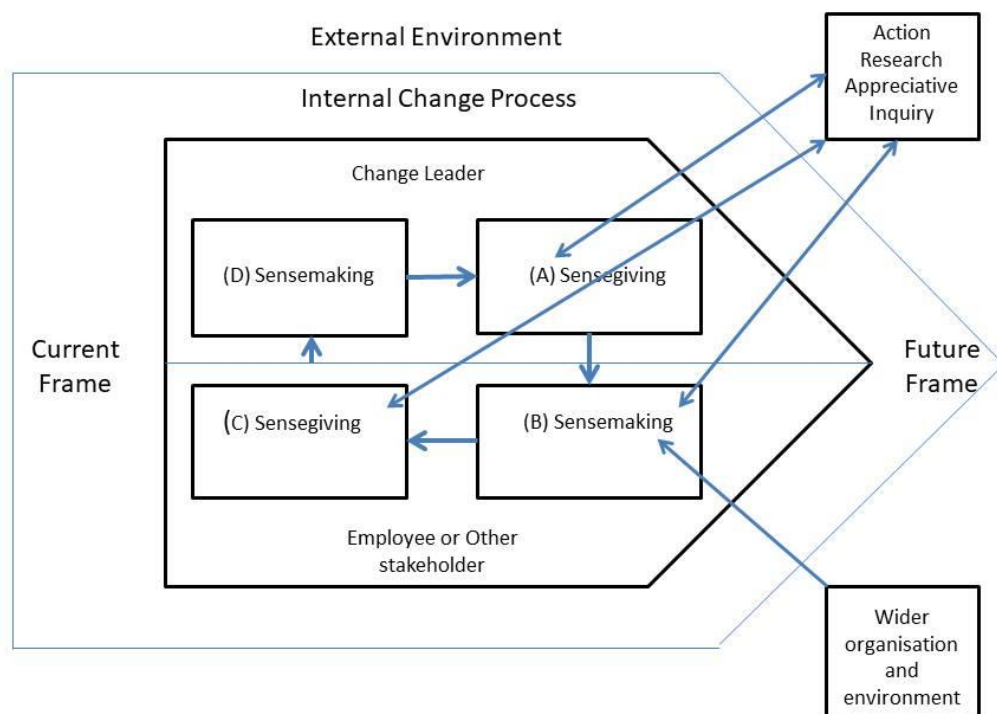 External Environment
Action
Research
Appreciative
Inquiry
Internal Change Process
Change Leader
(D) Sensemaking
(A) Sensegiving
Current
Frame
Future
Frame
(C) Sensegiving
(B) Sensemaking
Employee or Other
stakeholder
Wider
organisation
and
environment